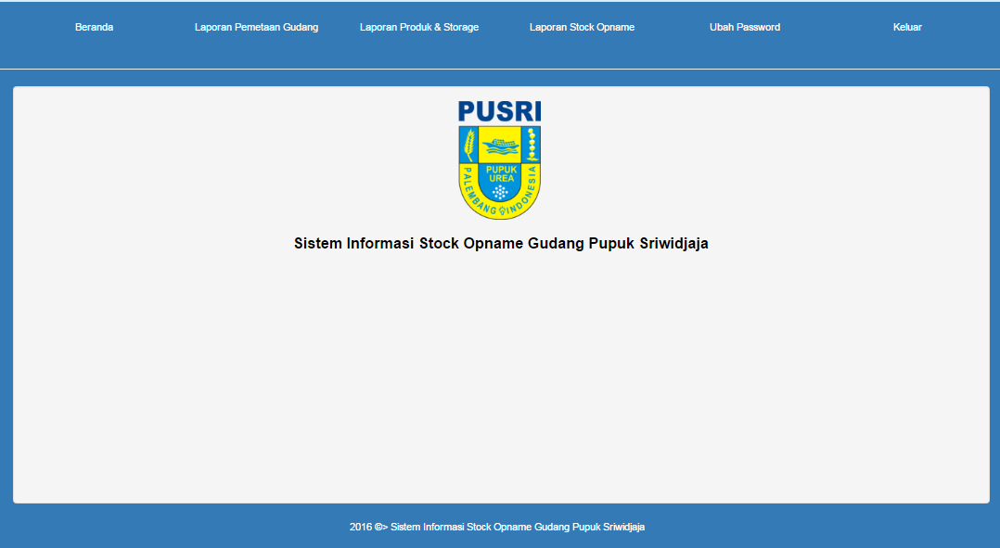 Beranda Laporan Pemetaan Gudang Laporan Produk & Storage Laporan Stock Opname Ubah Password Keluar
PUSRI
PUPUK
UREA
PALEMBANG INDONESIA
Sistem Informasi Stock Opname Gudang Pupuk Sriwidjaja
2016 ©> Sistem Informasi Stock Opname Gudang Pupuk Sriwidjaja